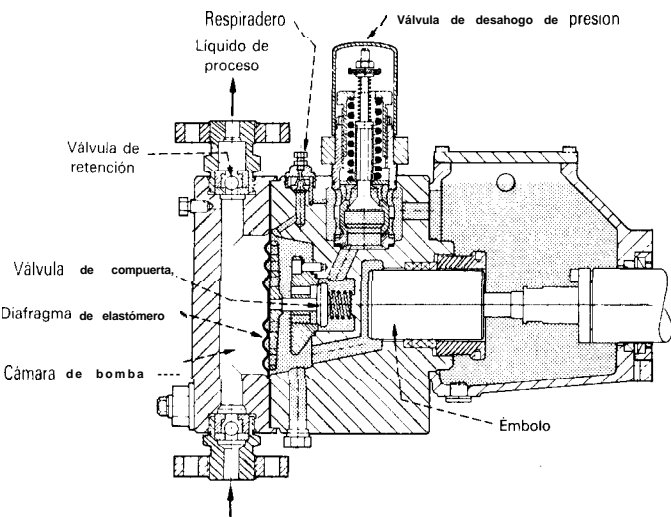 Respiradero
Válvula de desahogo de presion
Líquido de
proceso
Válvula de
retención
Válvula de compuerta,
Diafragma de elastómero
Cámara de bomba
Émbolo